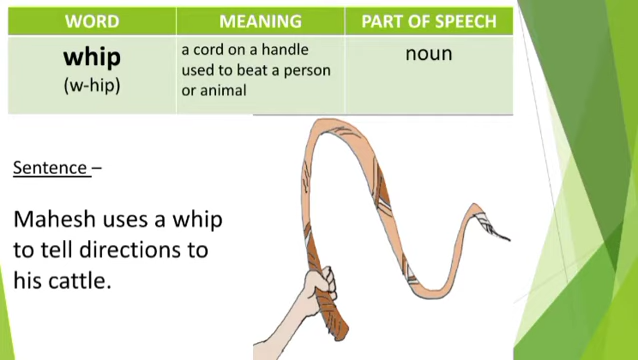 WORD MEANING PART OF SPEECH
whip
(w-hip)
a cord on a handle
used to beat a person
or animal
noun
Sentence –
Mahesh uses a whip
to tell directions to
his cattle.